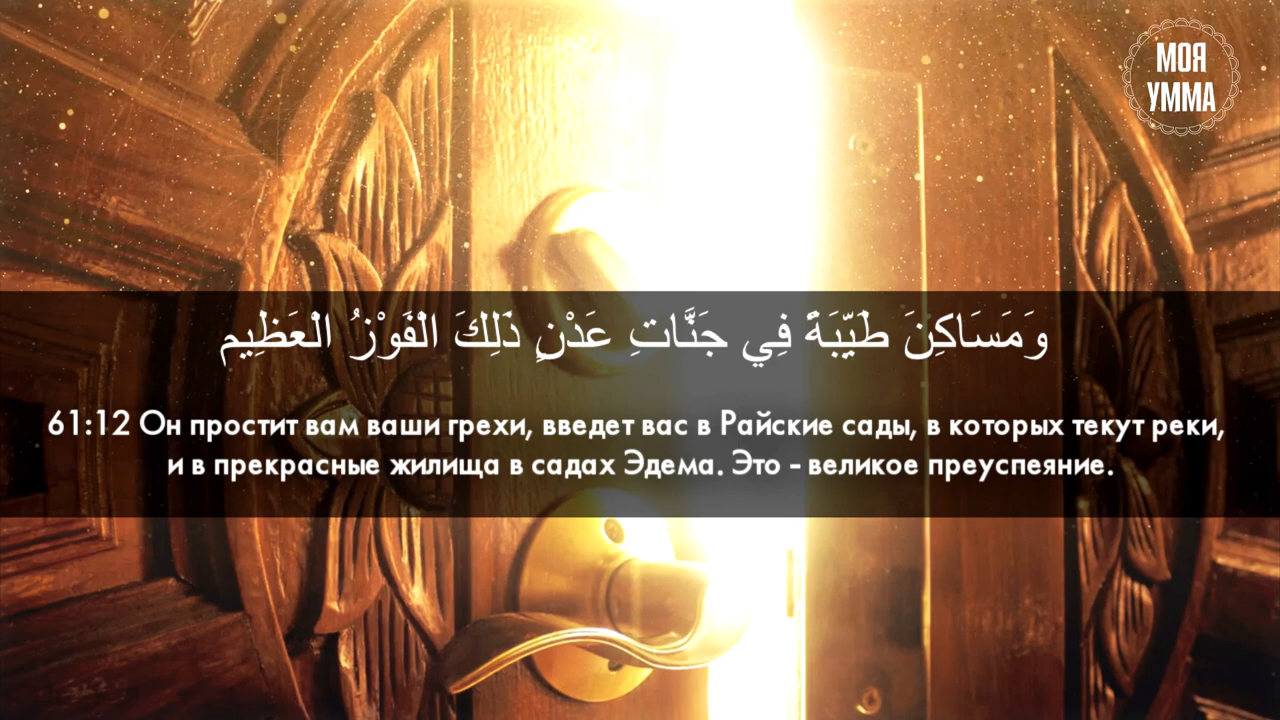 МОЯ
УММА
وَمَسَاكِنَ طَيِّبَةً فِي جَنَّاتِ عَدْنٍ ذَلِكَ الْفَوْزُ الْعَظِيم
61:12 Он простит вам ваши грехи, введет вас в Райские сады, в которых текут реки,
и в прекрасные жилища в садах Эдема. Это - великое преуспеяние.